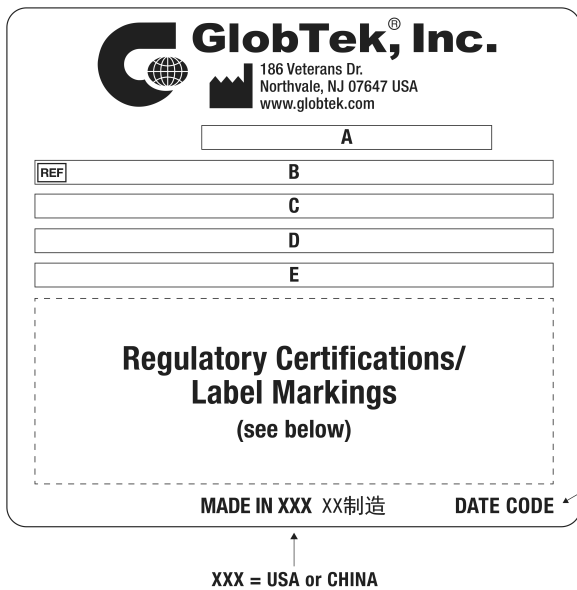 GlobTek,® Inc.
186 Veterans Dr.
Northvale, NJ 07647 USA
www.globtek.com
A
REF B
C
D
E
Regulatory Certifications/
Label Markings
(see below)
MADE IN XXX XX制造 DATE CODE
XXX = USA or CHINA